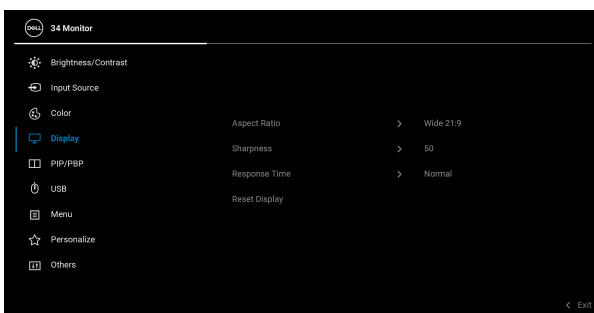 DELL 34 Monitor
Brightness/Contrast
Input Source
Color
Display
PIP/PBP
USB
Menu
Personalize
Others
Aspect Ratio > Wide 21:9
Sharpness > 50
Response Time > Normal
Reset Display
< Exit